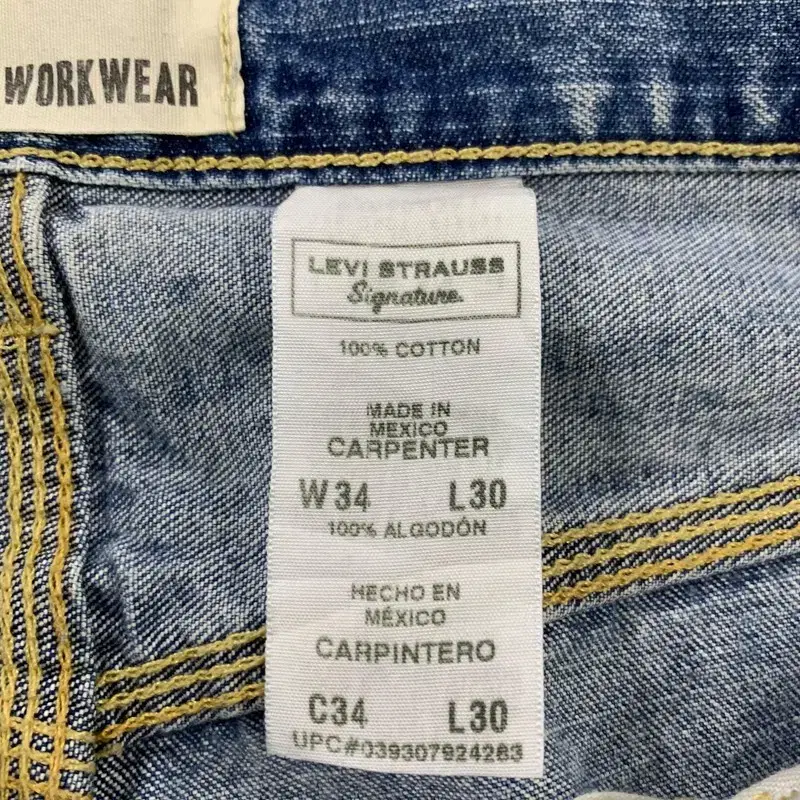 WORKWEAR
LEVI STRAUSS
Signature.
100% COTTON
MADE IN
MEXICO
CARPENTER
W34 L30
100% ALGODÓN
HECHO EN
MÉXICO
CARPINTERO
C34 L30
UPC#039307924283